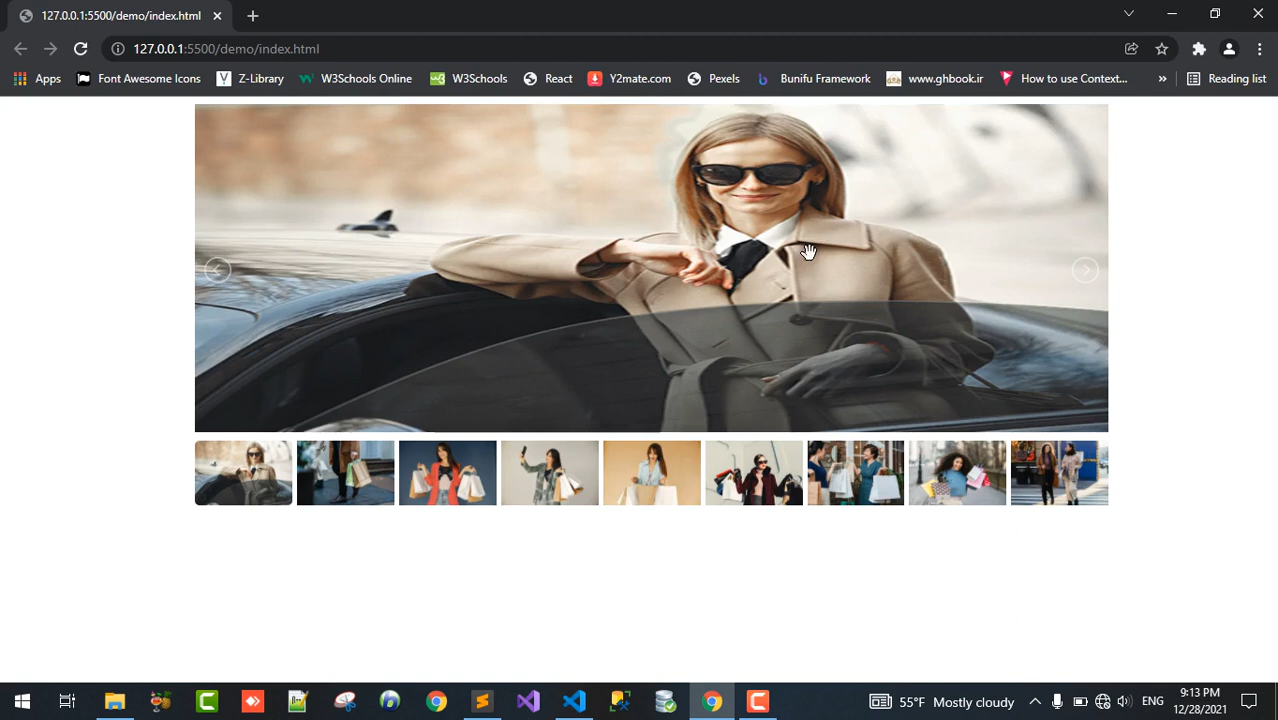 127.0.0.1:5500/demo/index.html
127.0.0.1:5500/demo/index.html
Apps Font Awesome Icons Z-Library W3Schools Online W3Schools React Y2mate.com Pexels Bunifu Framework www.ghbook.ir How to use Context... » Reading list
55°F Mostly cloudy ENG 9:13 PM
12/28/2021